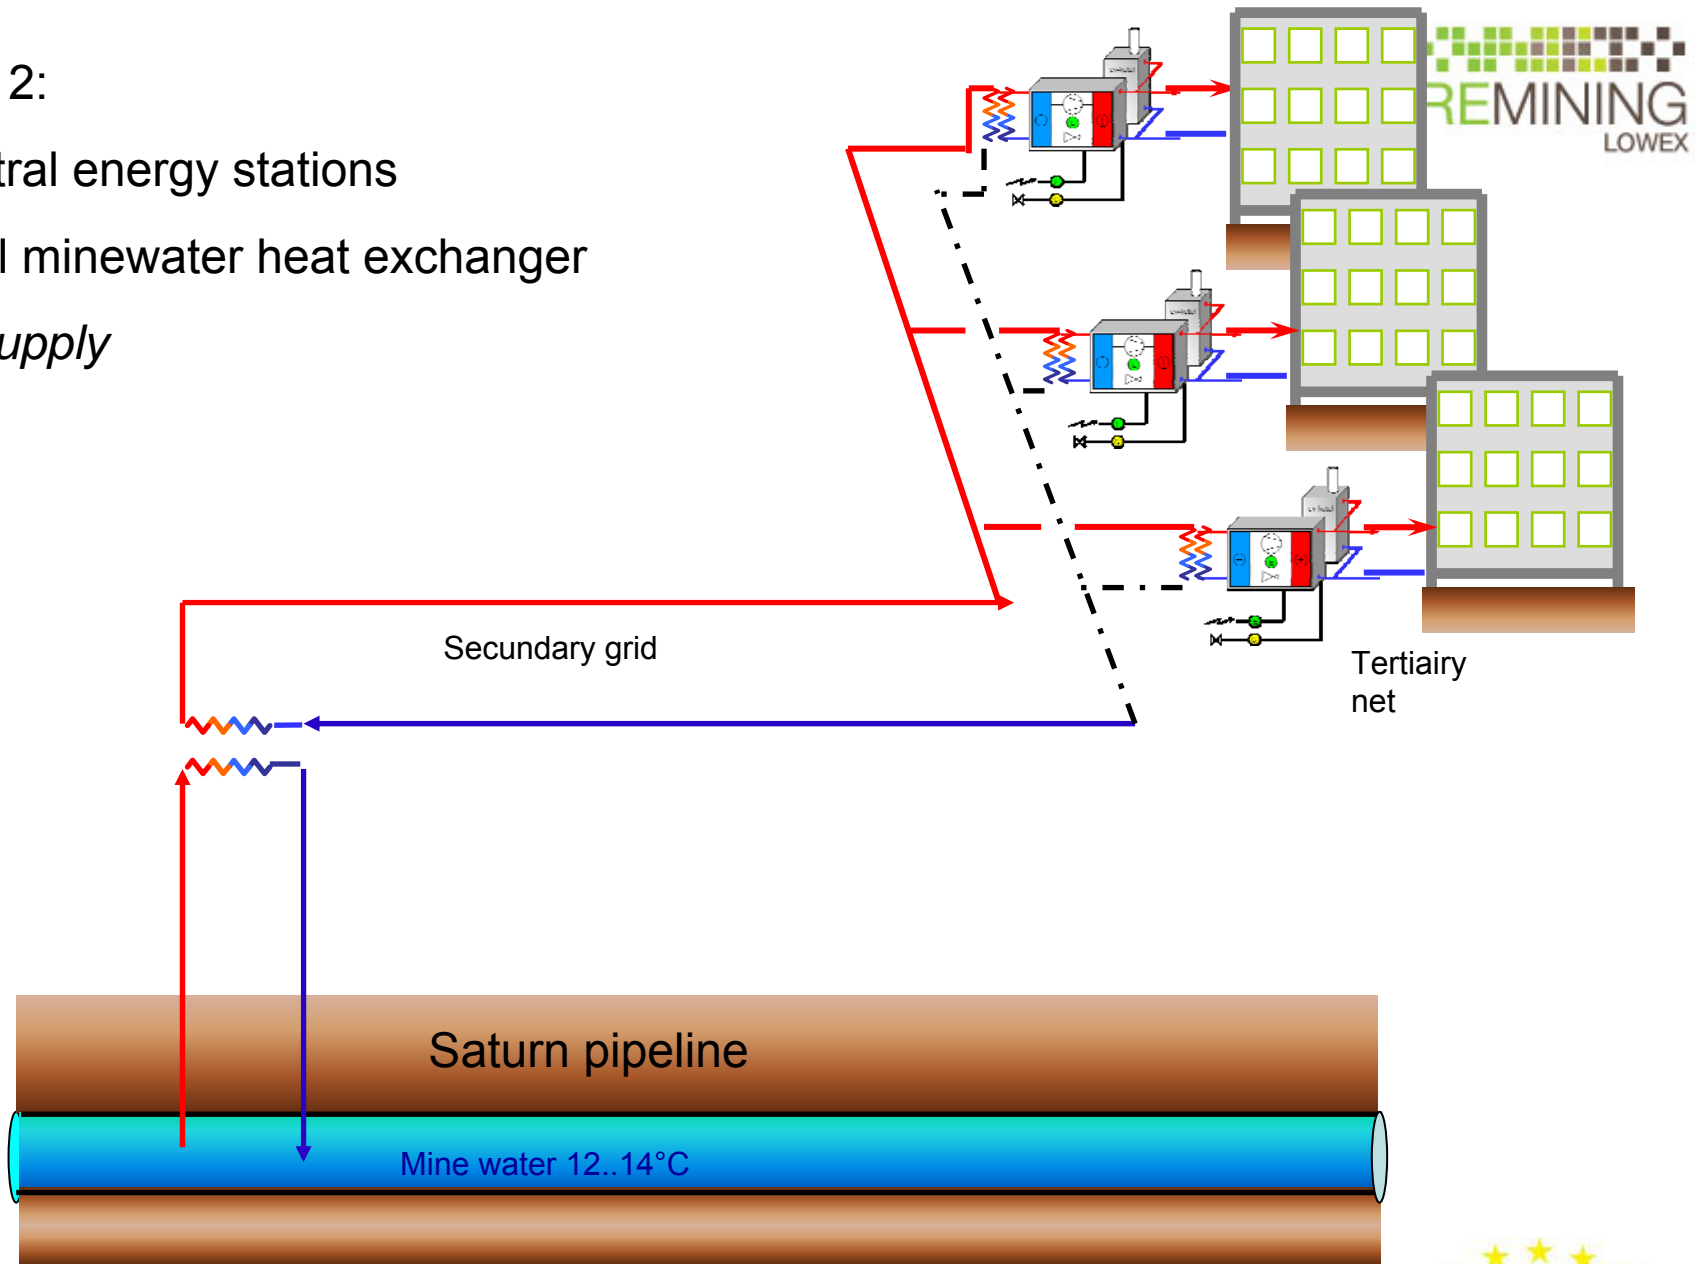 2:
tral energy stations
l minewater heat exchanger
upply
REMINING
LOWEX
Secundary grid
Tertiairy
net
Saturn pipeline
Mine water 12..14°C